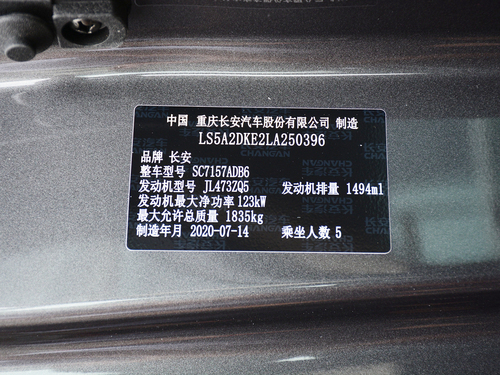 中国 重庆长安汽车股份有限公司 制造
LS5A2DKE2LA250396
品牌 长安
整车型号 SC7157ADB6
发动机型号 JL473ZQ5 发动机排量 1494ml
发动机最大净功率 123kW
最大允许总质量 1835kg
制造年月 2020-07-14 乘坐人数 5